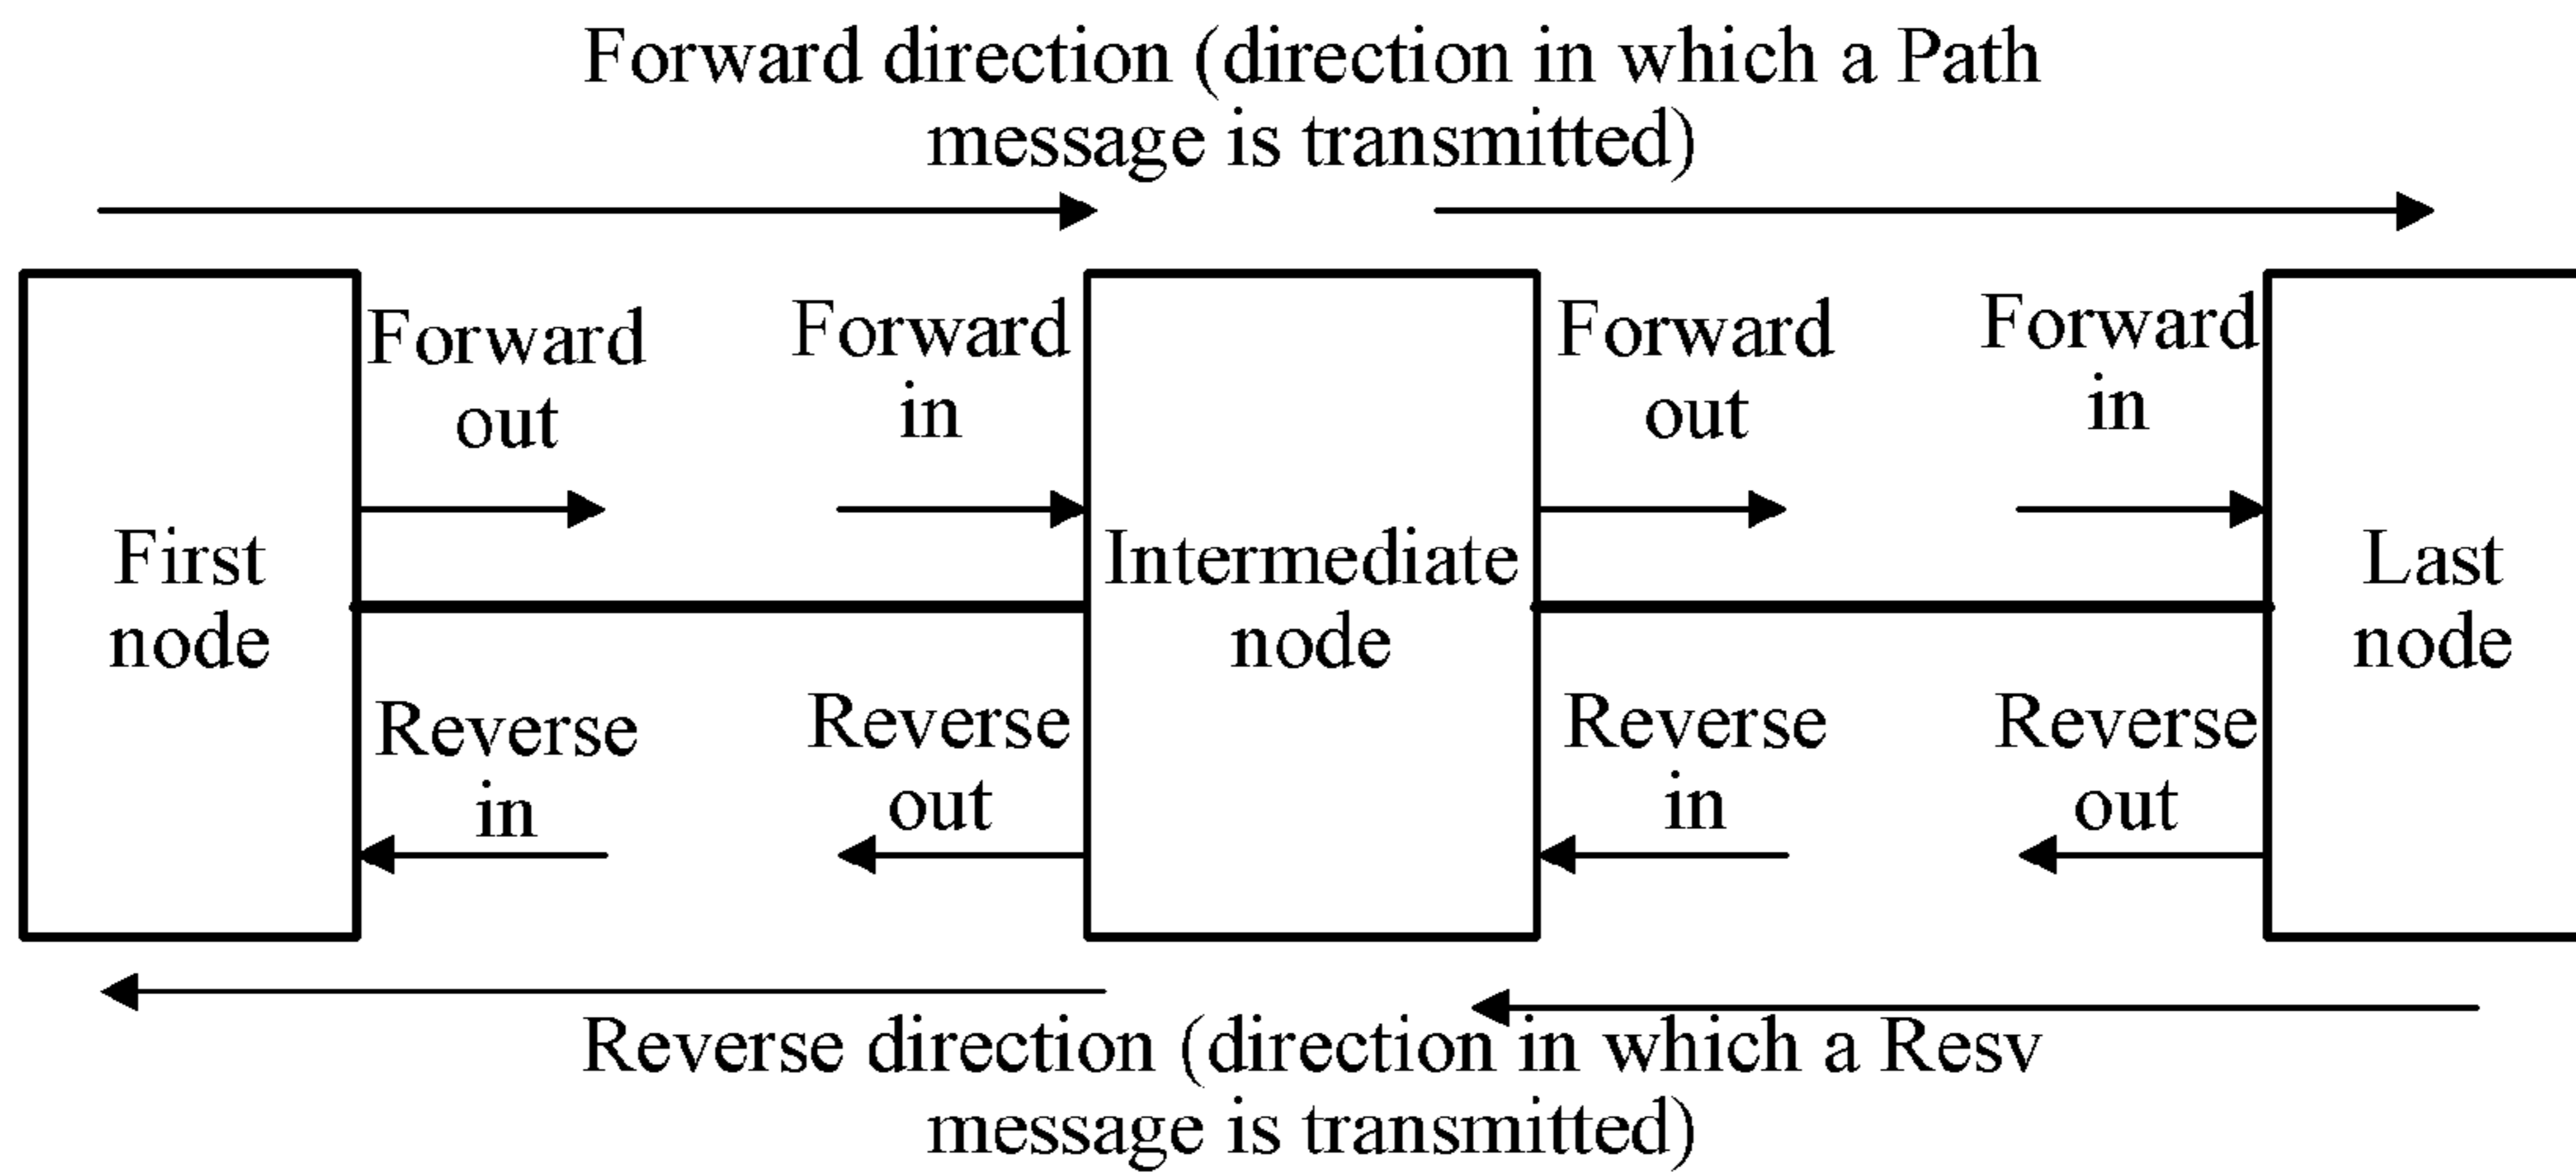 Forward direction (direction in which a Path
message is transmitted)
Forward
out
Forward
in
Forward
out
Forward
in
First
node
Intermediate
node
Last
node
Reverse
in
Reverse
out
Reverse
in
Reverse
out
Reverse direction (direction in which a Resv
message is transmitted)